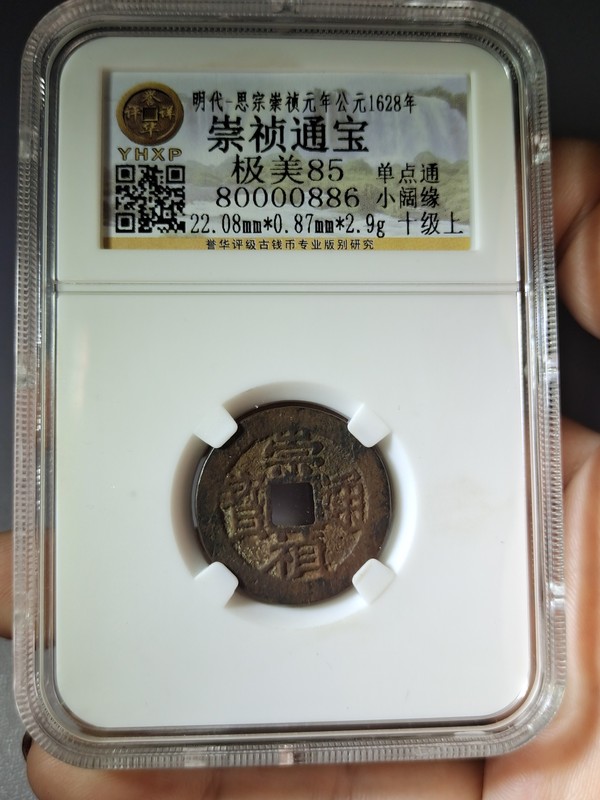 明代-思宗崇祯元年公元1628年
崇祯通宝
YHXP
极美85 单点通
80000886 小阔缘
22.08mm*0.87mm*2.9g 十级上
誉华评级古钱币专业版别研究
崇禎通寳